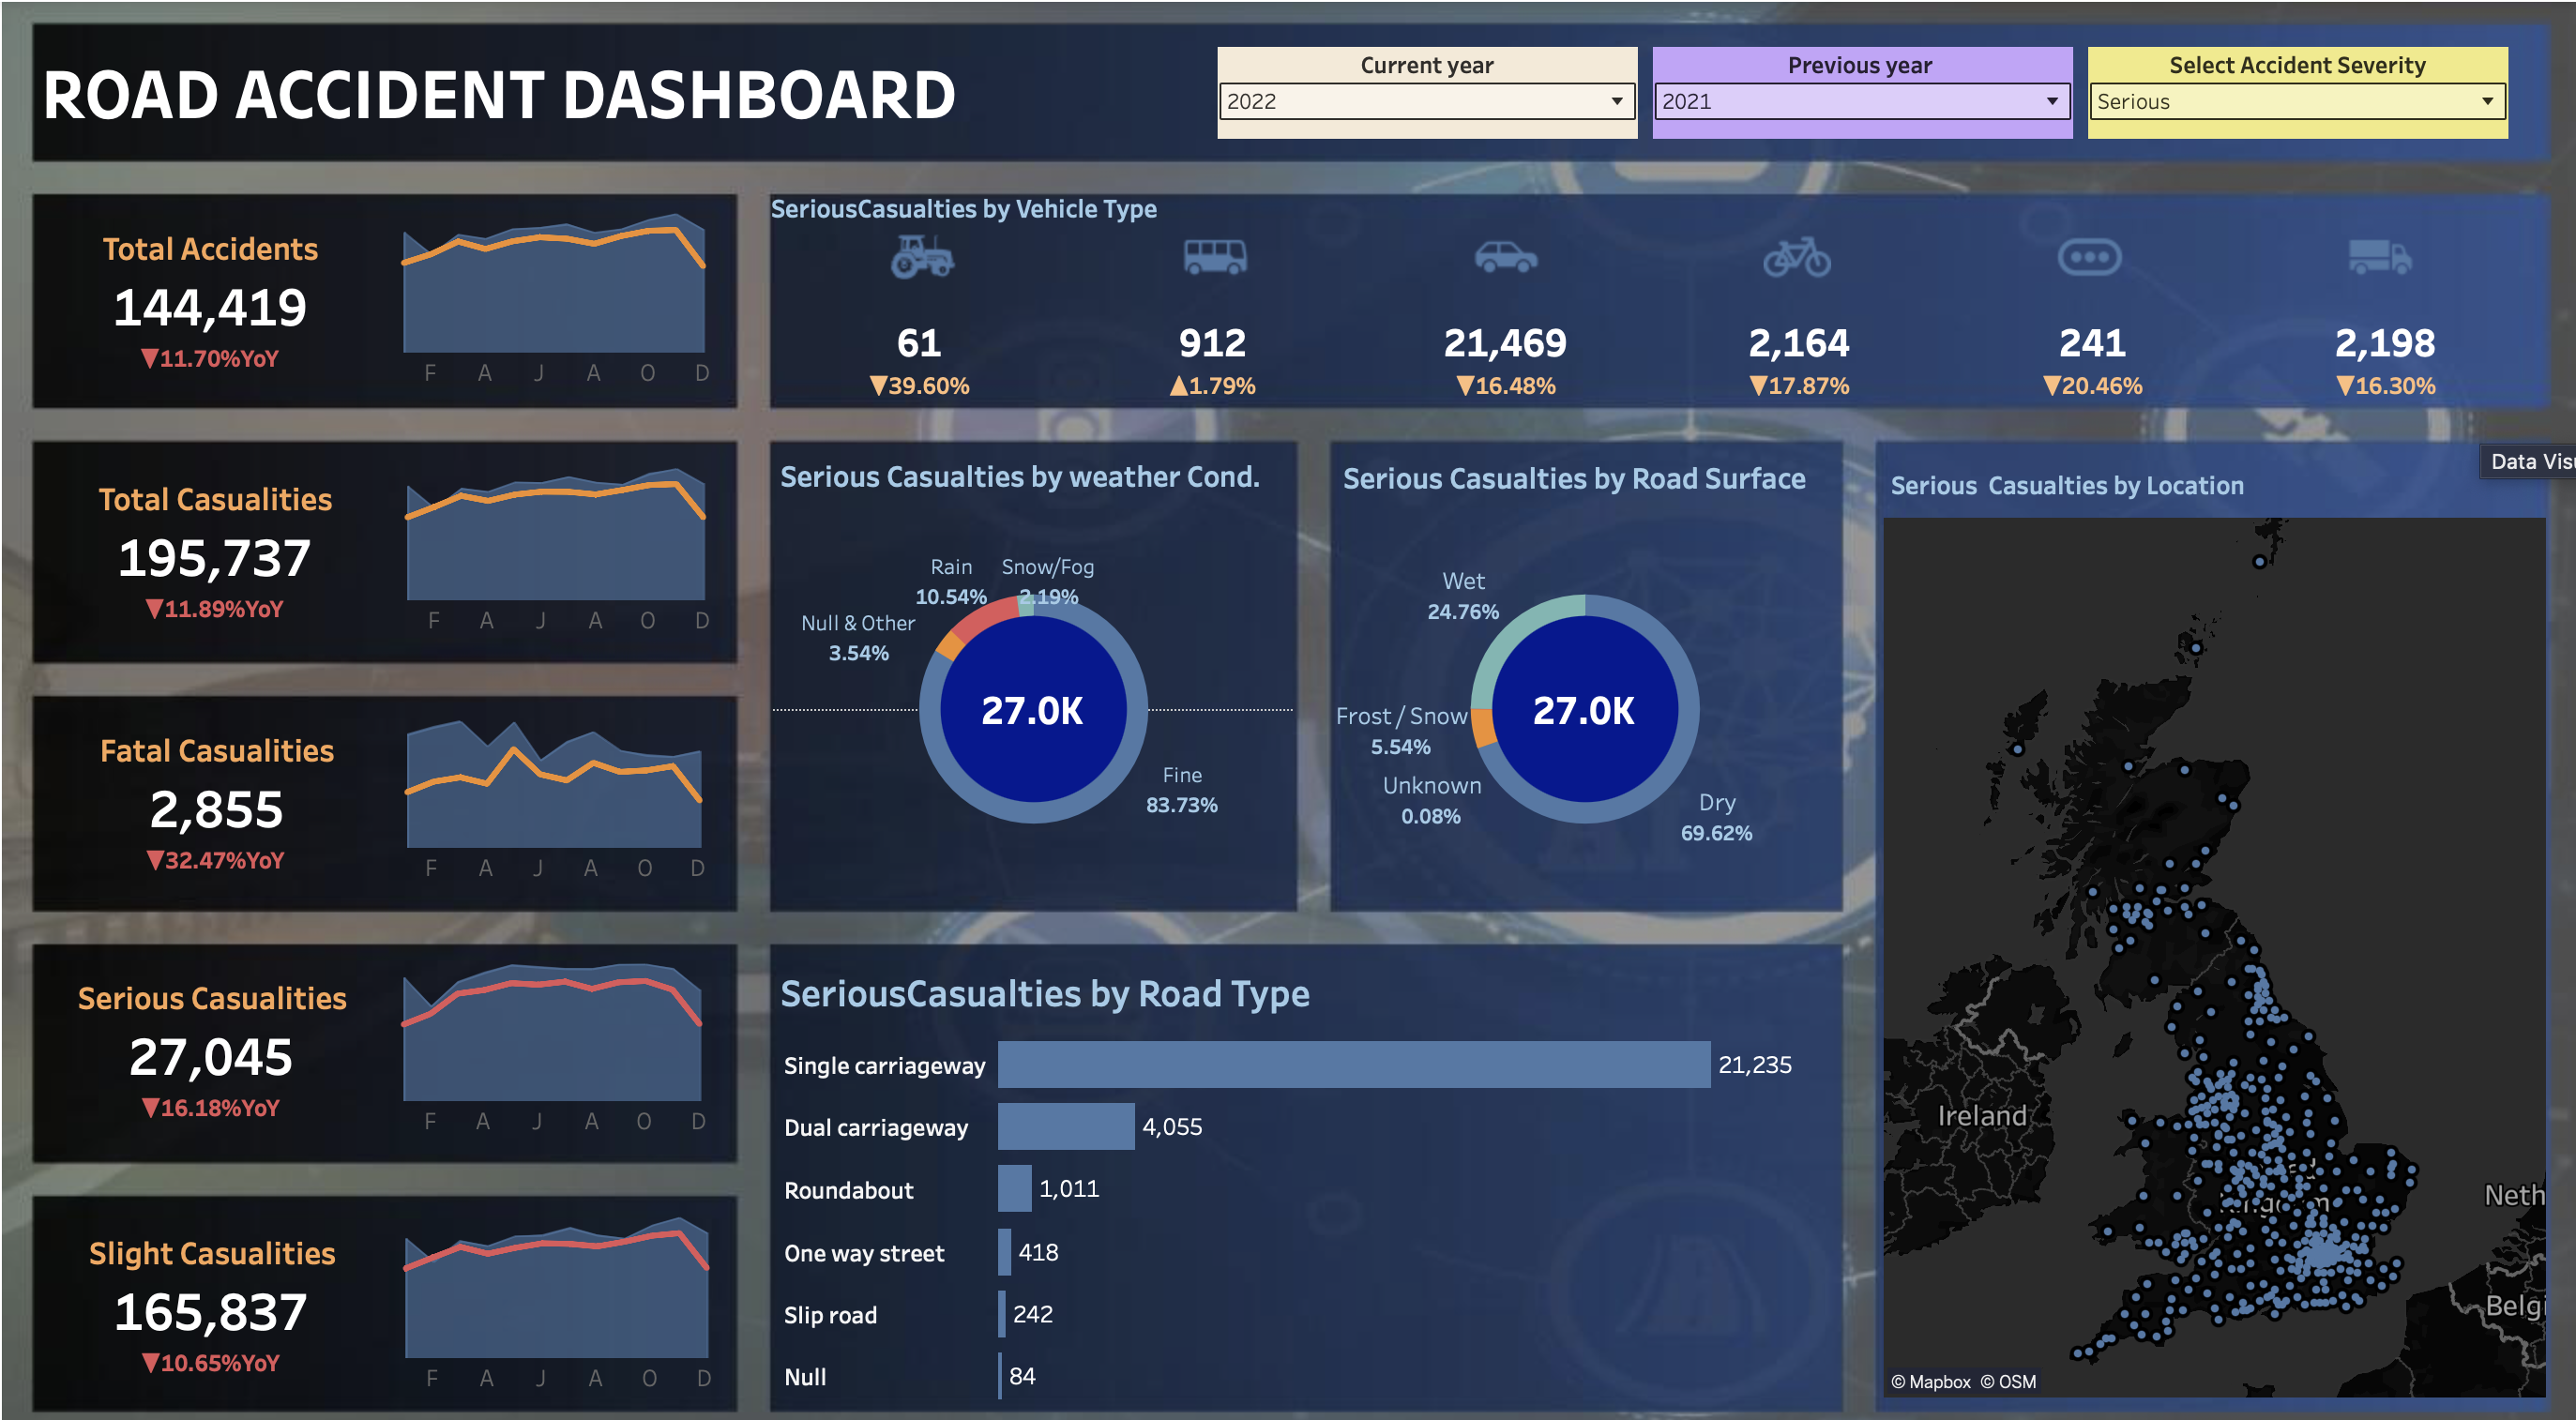 ROAD ACCIDENT DASHBOARD
Current year
2022
Previous year
2021
Select Accident Severity
Serious
Total Accidents
144,419
▼11.70%YoY
F A J A O D
SeriousCasualties by Vehicle Type
61
▼39.60%
912
▲1.79%
21,469
▼16.48%
2,164
▼17.87%
241
▼20.46%
2,198
▼16.30%
Total Casualities
195,737
▼11.89%YoY
F A J A O D
Fatal Casualities
2,855
▼32.47%YoY
F A J A O D
Serious Casualities
27,045
▼16.18%YoY
F A J A O D
Slight Casualities
165,837
▼10.65%YoY
F A J A O D
Serious Casualties by weather Cond.
Rain
10.54%
Snow/Fog
2.19%
Null & Other
3.54%
27.0K
Fine
83.73%
Serious Casualties by Road Surface
Wet
24.76%
Frost / Snow
5.54%
Unknown
0.08%
27.0K
Dry
69.62%
SeriousCasualties by Road Type
Single carriageway 21,235
Dual carriageway 4,055
Roundabout 1,011
One way street 418
Slip road 242
Null 84
Data Visu
Serious Casualties by Location
Ireland
Neth
Belgi
© Mapbox © OSM